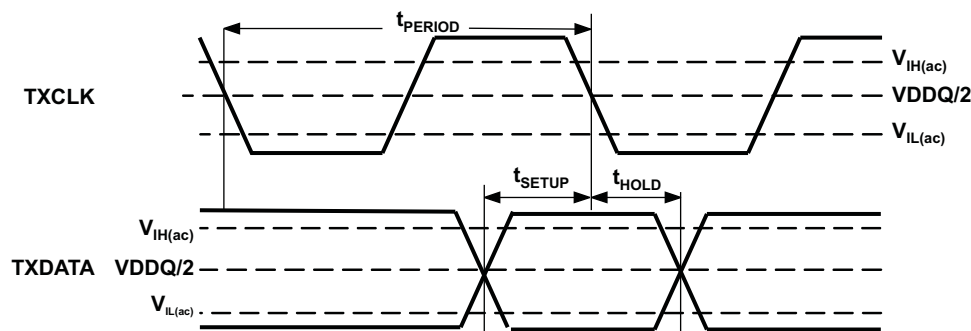 tPERIOD
VIH(ac)
TXCLK
VDDQ/2
VIL(ac)
tSETUP
tHOLD
VIH(ac)
TXDATA VDDQ/2
VIL(ac)